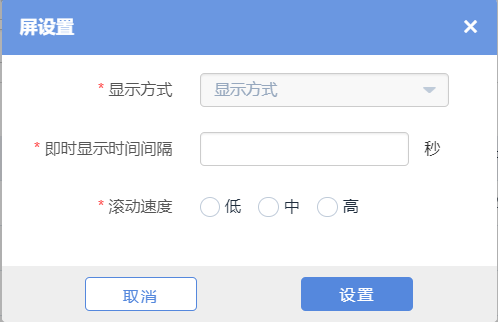 屏设置
* 显示方式 显示方式
* 即时显示时间间隔 秒
* 滚动速度 低 中 高
取消 设置